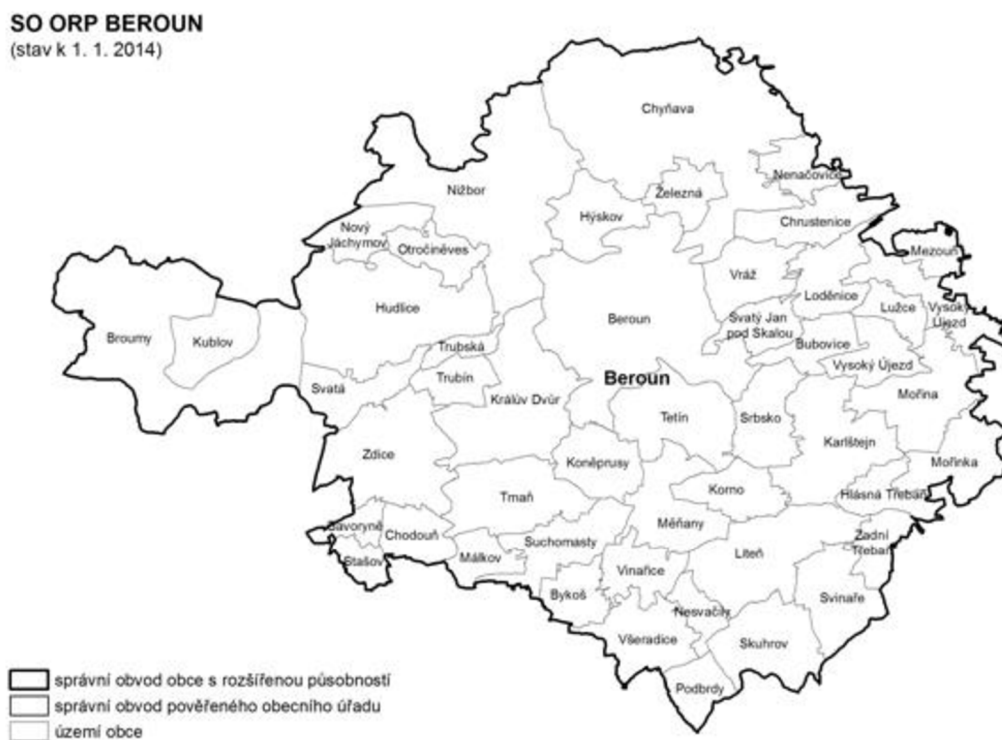 SO ORP BEROUN
(stav k 1. 1. 2014)
Chyňava
Nenačovice
Železná
Nižbor
Hýskov
Chrustenice
Nový
Jáchymov
Otročiněves
Mezouň
Vráž
Hudlice
Loděnice
Lužce
Vysoký
Újezd
Beroun
Svatý Jan
pod Skalou
Broumy
Kublov
Trubská
Bubovice
Vysoký Újezd
Trubín
Beroun
Svatá
Králův Dvůr
Mořina
Tetín
Srbsko
Karlštejn
Zdice
Koněprusy
Mořinka
Korno
Hlásná Třebaň
Tmaň
Měňany
Bavoryně
Chodouň
Suchomasty
Zadní
Třebaň
Stašov
Málkov
Liteň
Vinařice
Bykoš
Svinaře
Nesvačily
Všeradice
Skuhrov
Podbrdy
správní obvod obce s rozšířenou působností
správní obvod pověřeného obecního úřadu
území obce